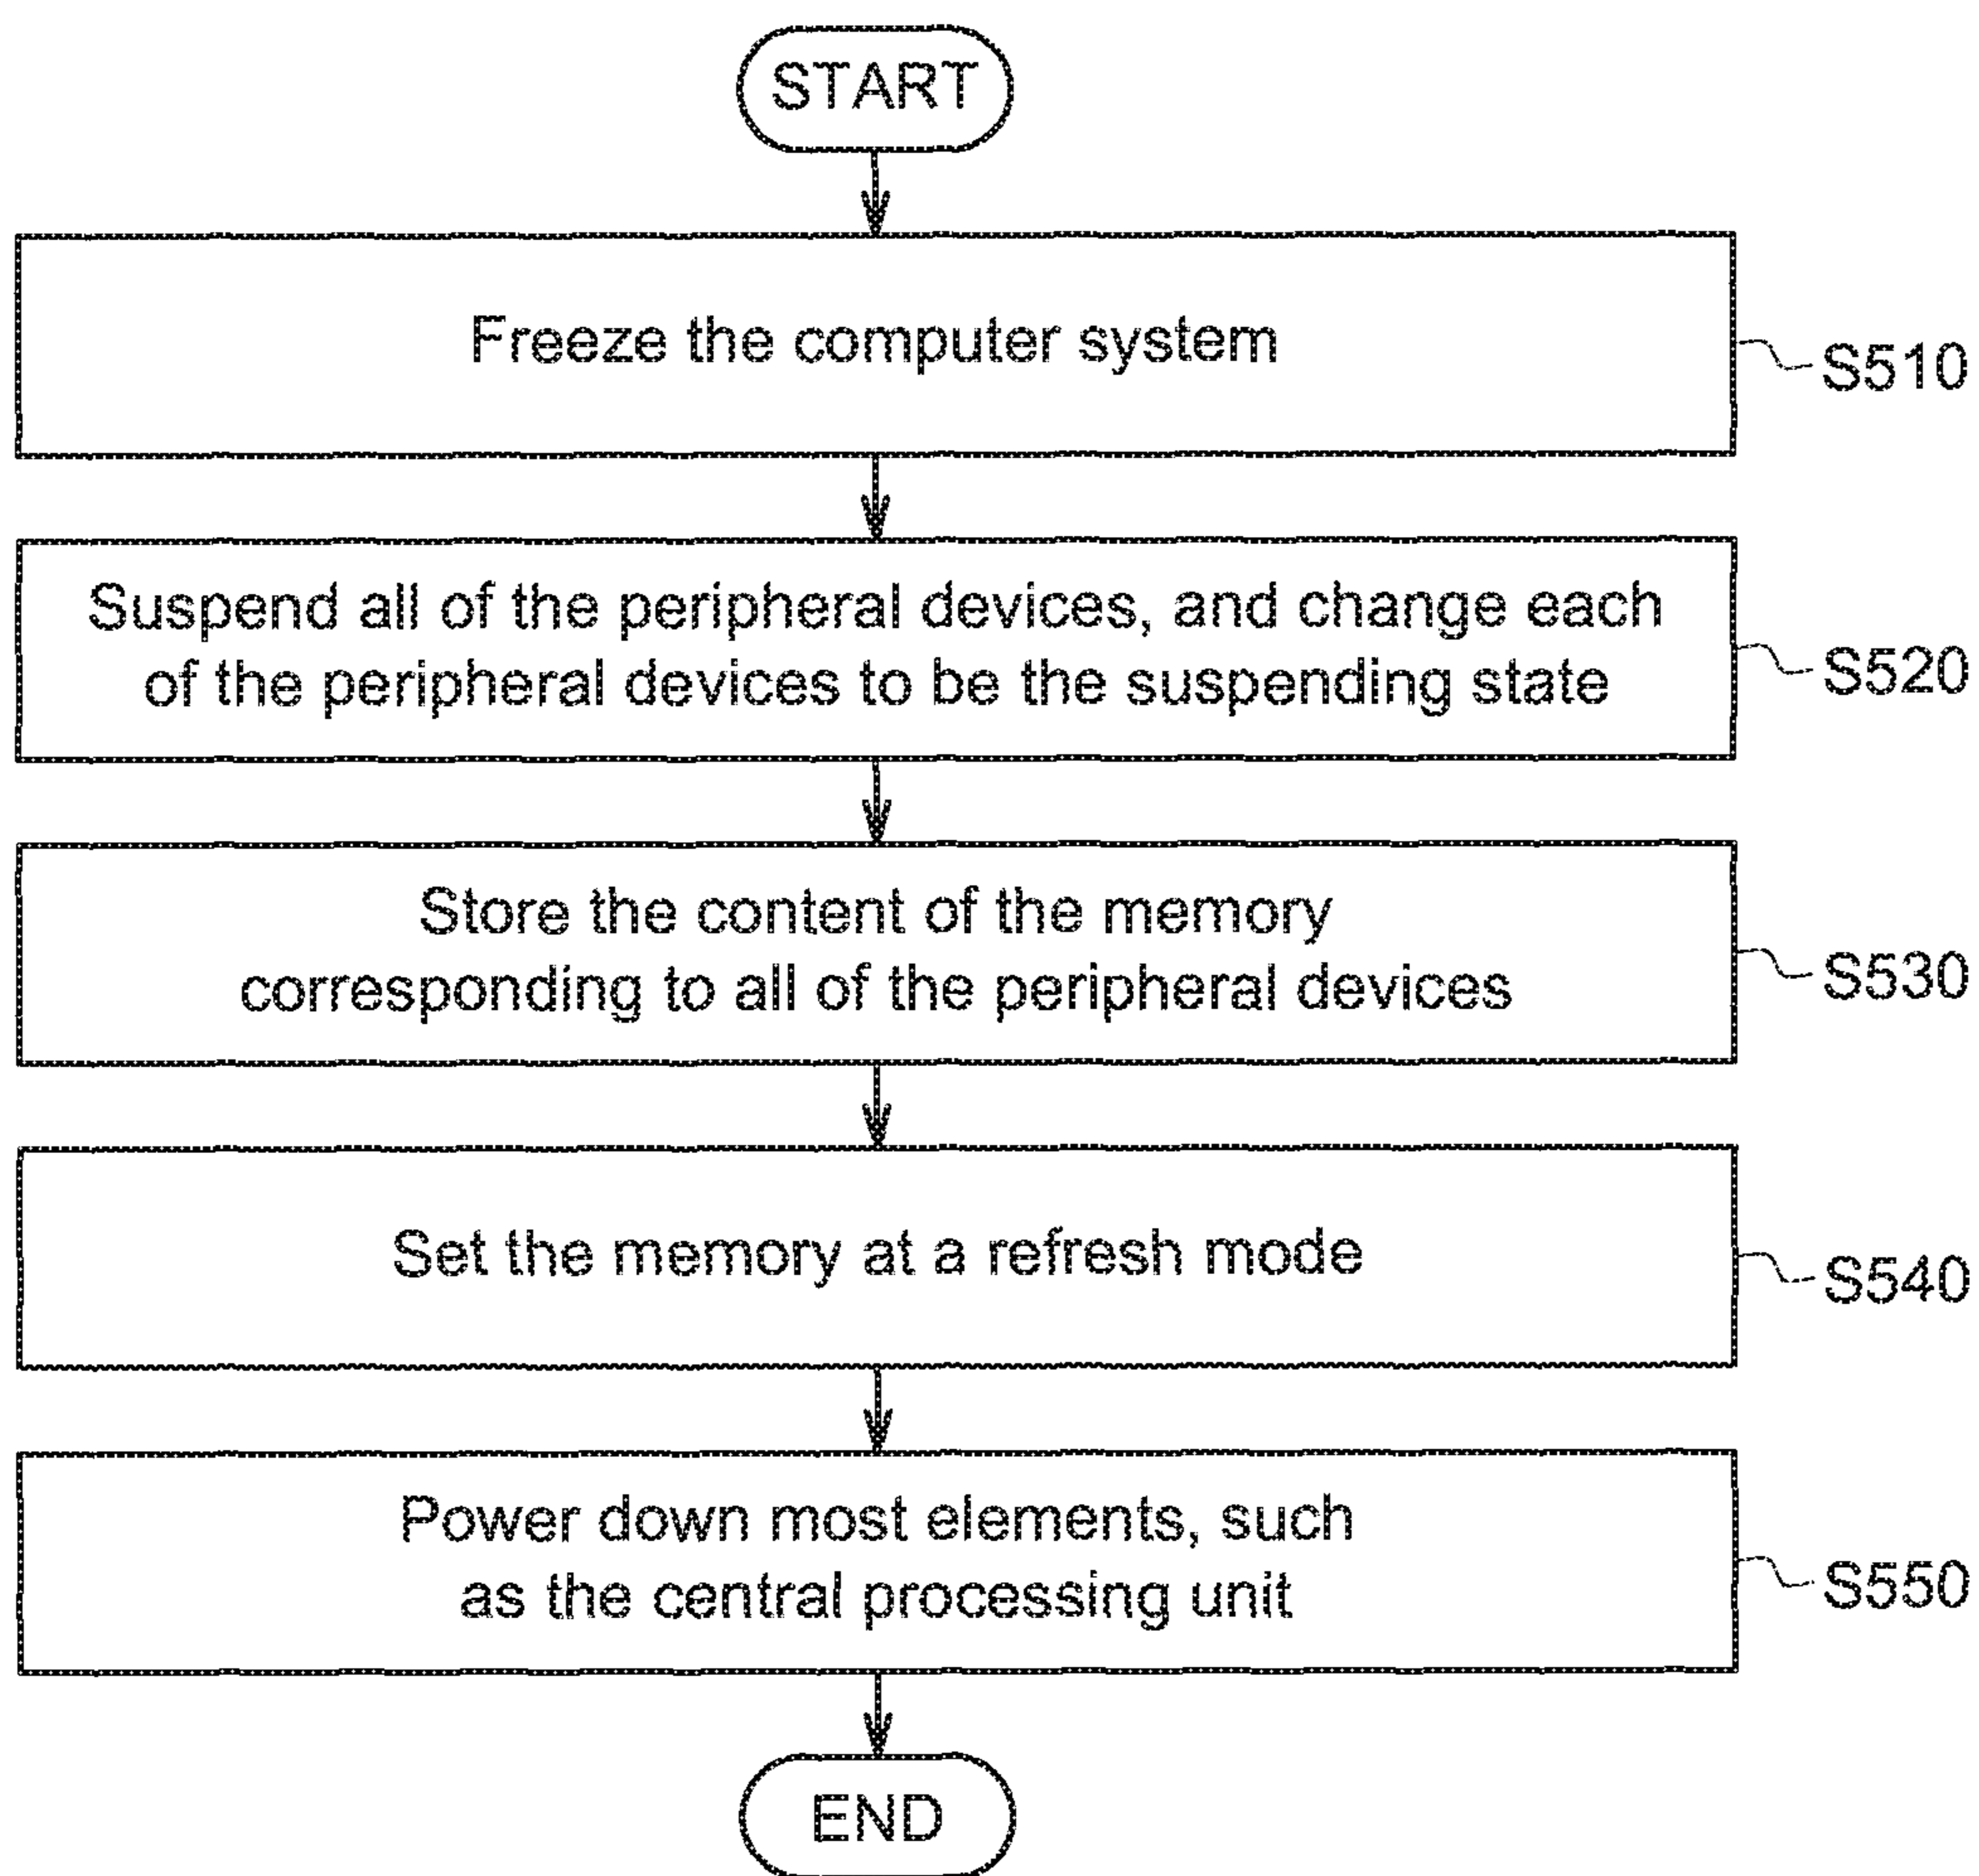 START
Freeze the computer system
S510
Suspend all of the peripheral devices, and change each
of the peripheral devices to be the suspending state
S520
Store the content of the memory
corresponding to all of the peripheral devices
S530
Set the memory at a refresh mode
S540
Power down most elements, such
as the central processing unit
S550
END